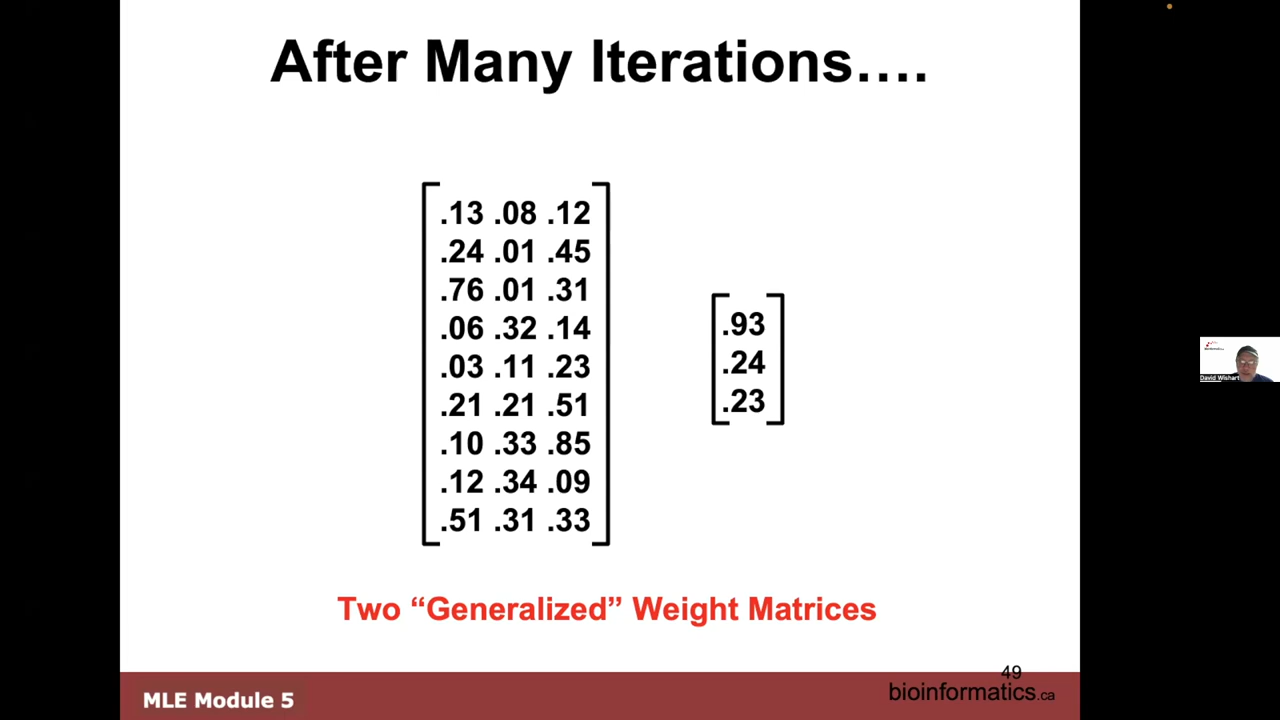 After Many Iterations….
.13 .08 .12
.24 .01 .45
.76 .01 .31
.06 .32 .14
.03 .11 .23
.21 .21 .51
.10 .33 .85
.12 .34 .09
.51 .31 .33
.93
.24
.23
Two “Generalized” Weight Matrices
David Wishart
49
MLE Module 5
bioinformatics.ca